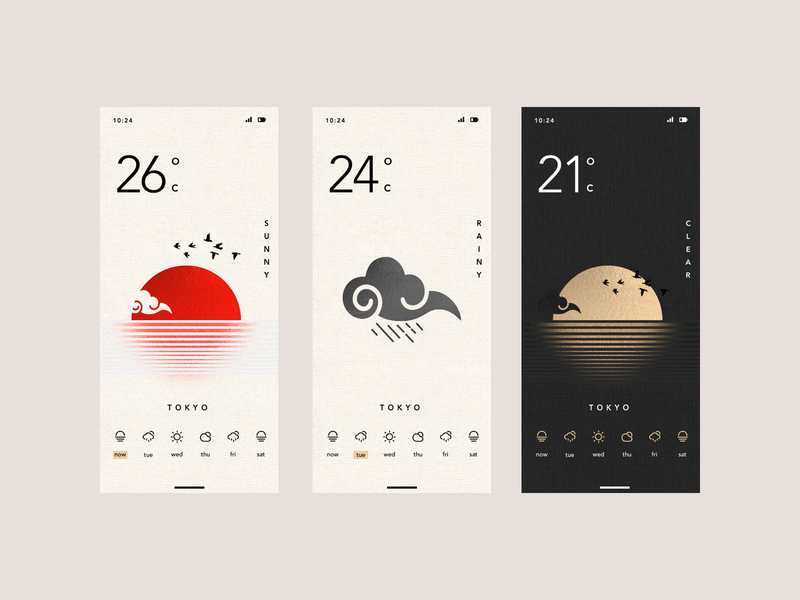 10:24
26°
C
SUNNY
TOKYO
now tue wed thu fri sat
10:24
24°
C
RAINY
TOKYO
now tue wed thu fri sat
10:24
21°
C
CLEAR
TOKYO
now tue wed thu fri sat